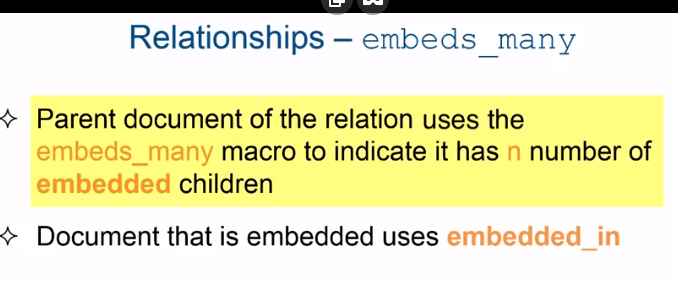 Relationships – embeds_many
Parent document of the relation uses the
embeds_many macro to indicate it has n number of
embedded children
Document that is embedded uses embedded_in